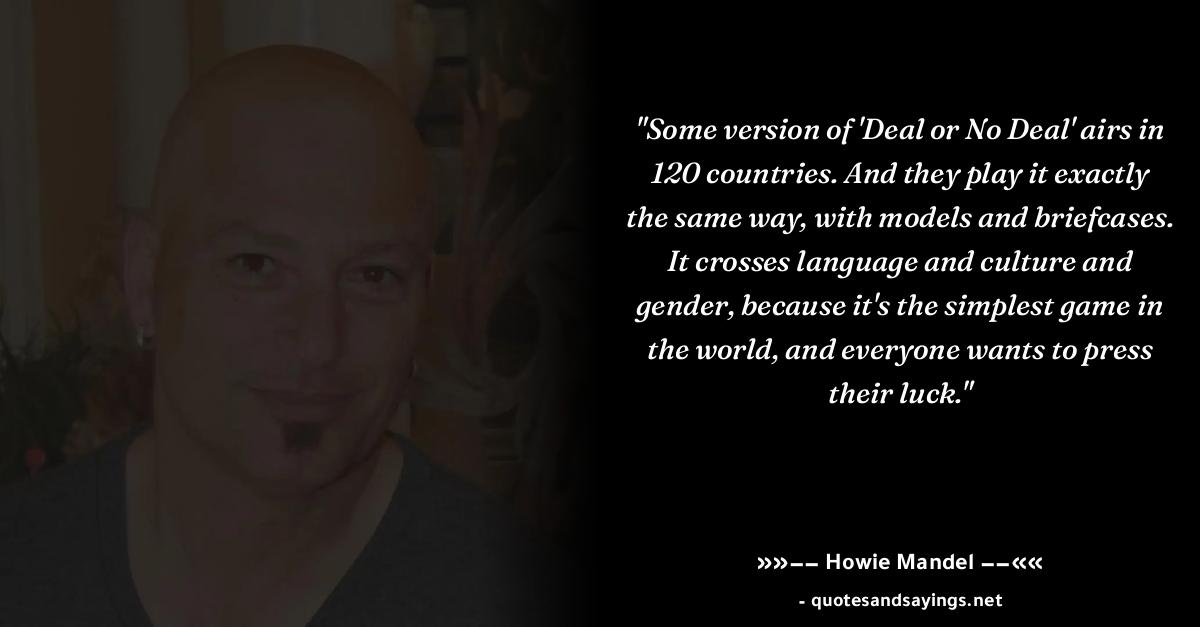 "Some version of 'Deal or No Deal' airs in
120 countries. And they play it exactly
the same way, with models and briefcases.
It crosses language and culture and
gender, because it's the simplest game in
the world, and everyone wants to press
their luck."
»»–– Howie Mandel ––««
- quotesandsayings.net